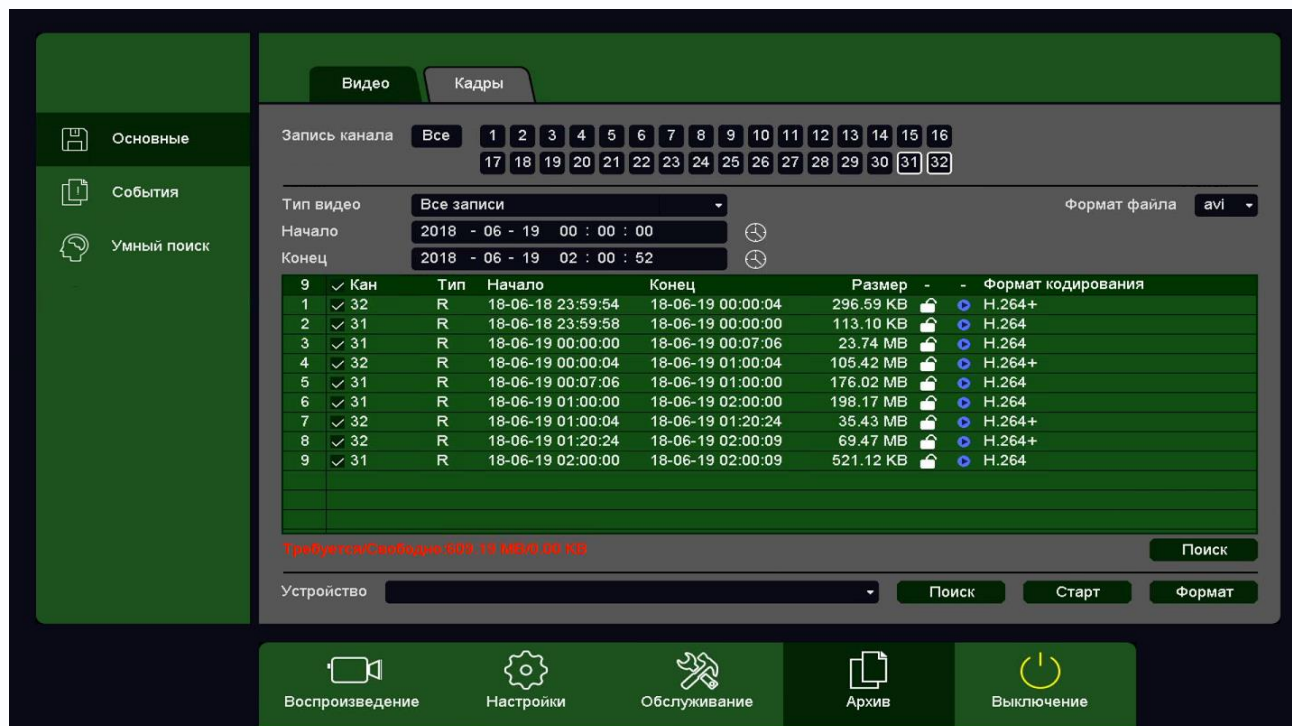 Видео Кадры
Основные
События
Умный поиск
Запись канала Все 1 2 3 4 5 6 7 8 9 10 11 12 13 14 15 16
17 18 19 20 21 22 23 24 25 26 27 28 29 30 31 32
Тип видео Все записи Формат файла avi
Начало 2018 - 06 - 19 00 : 00 : 00
Конец 2018 - 06 - 19 02 : 00 : 52
9 Кан Тип Начало Конец Размер - - Формат кодирования
1 32 R 18-06-18 23:59:54 18-06-19 00:00:04 296.59 KB H.264+
2 31 R 18-06-18 23:59:58 18-06-19 00:00:00 113.10 KB H.264
3 31 R 18-06-19 00:00:00 18-06-19 00:07:06 23.74 MB H.264
4 32 R 18-06-19 00:00:04 18-06-19 01:00:04 105.42 MB H.264+
5 31 R 18-06-19 00:07:06 18-06-19 01:00:00 176.02 MB H.264
6 31 R 18-06-19 01:00:00 18-06-19 02:00:00 198.17 MB H.264
7 32 R 18-06-19 01:00:04 18-06-19 01:20:24 35.43 MB H.264+
8 32 R 18-06-19 01:20:24 18-06-19 02:00:09 69.47 MB H.264+
9 31 R 18-06-19 02:00:00 18-06-19 02:00:09 521.12 KB H.264
Требуется/Свободно:609.19 MB/0.00 KB Поиск
Устройство Поиск Старт Формат
Воспроизведение Настройки Обслуживание Архив Выключение